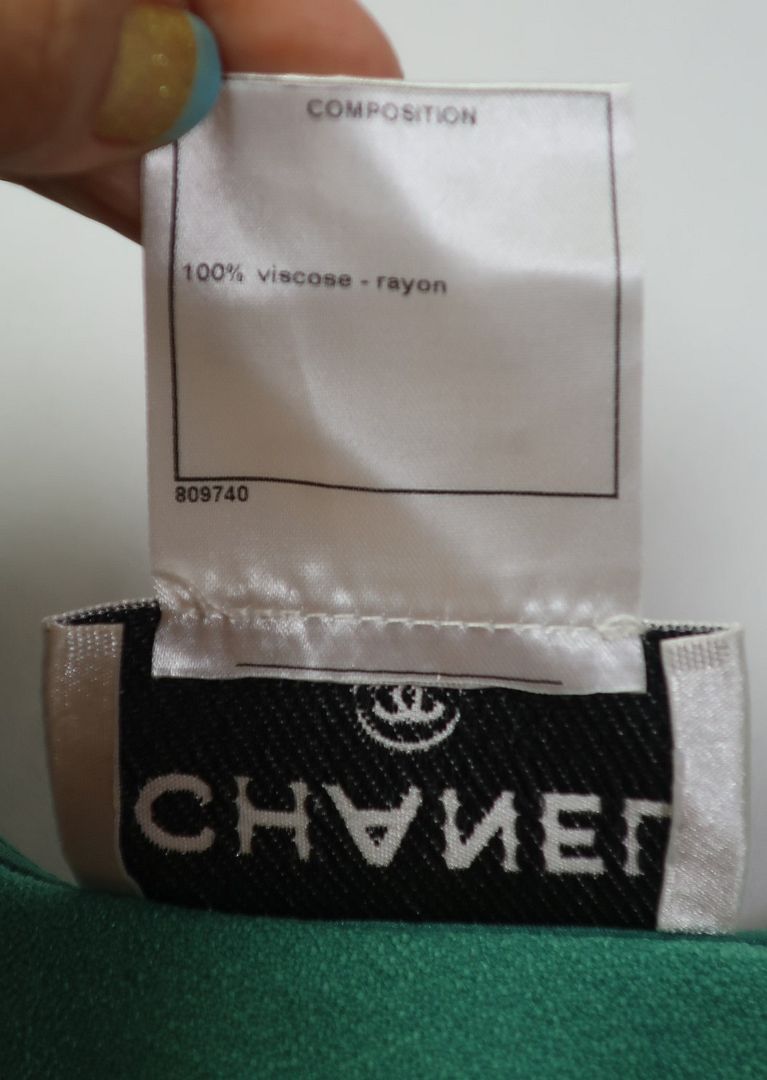 COMPOSITION
100% viscose - rayon
809740
CHANEL